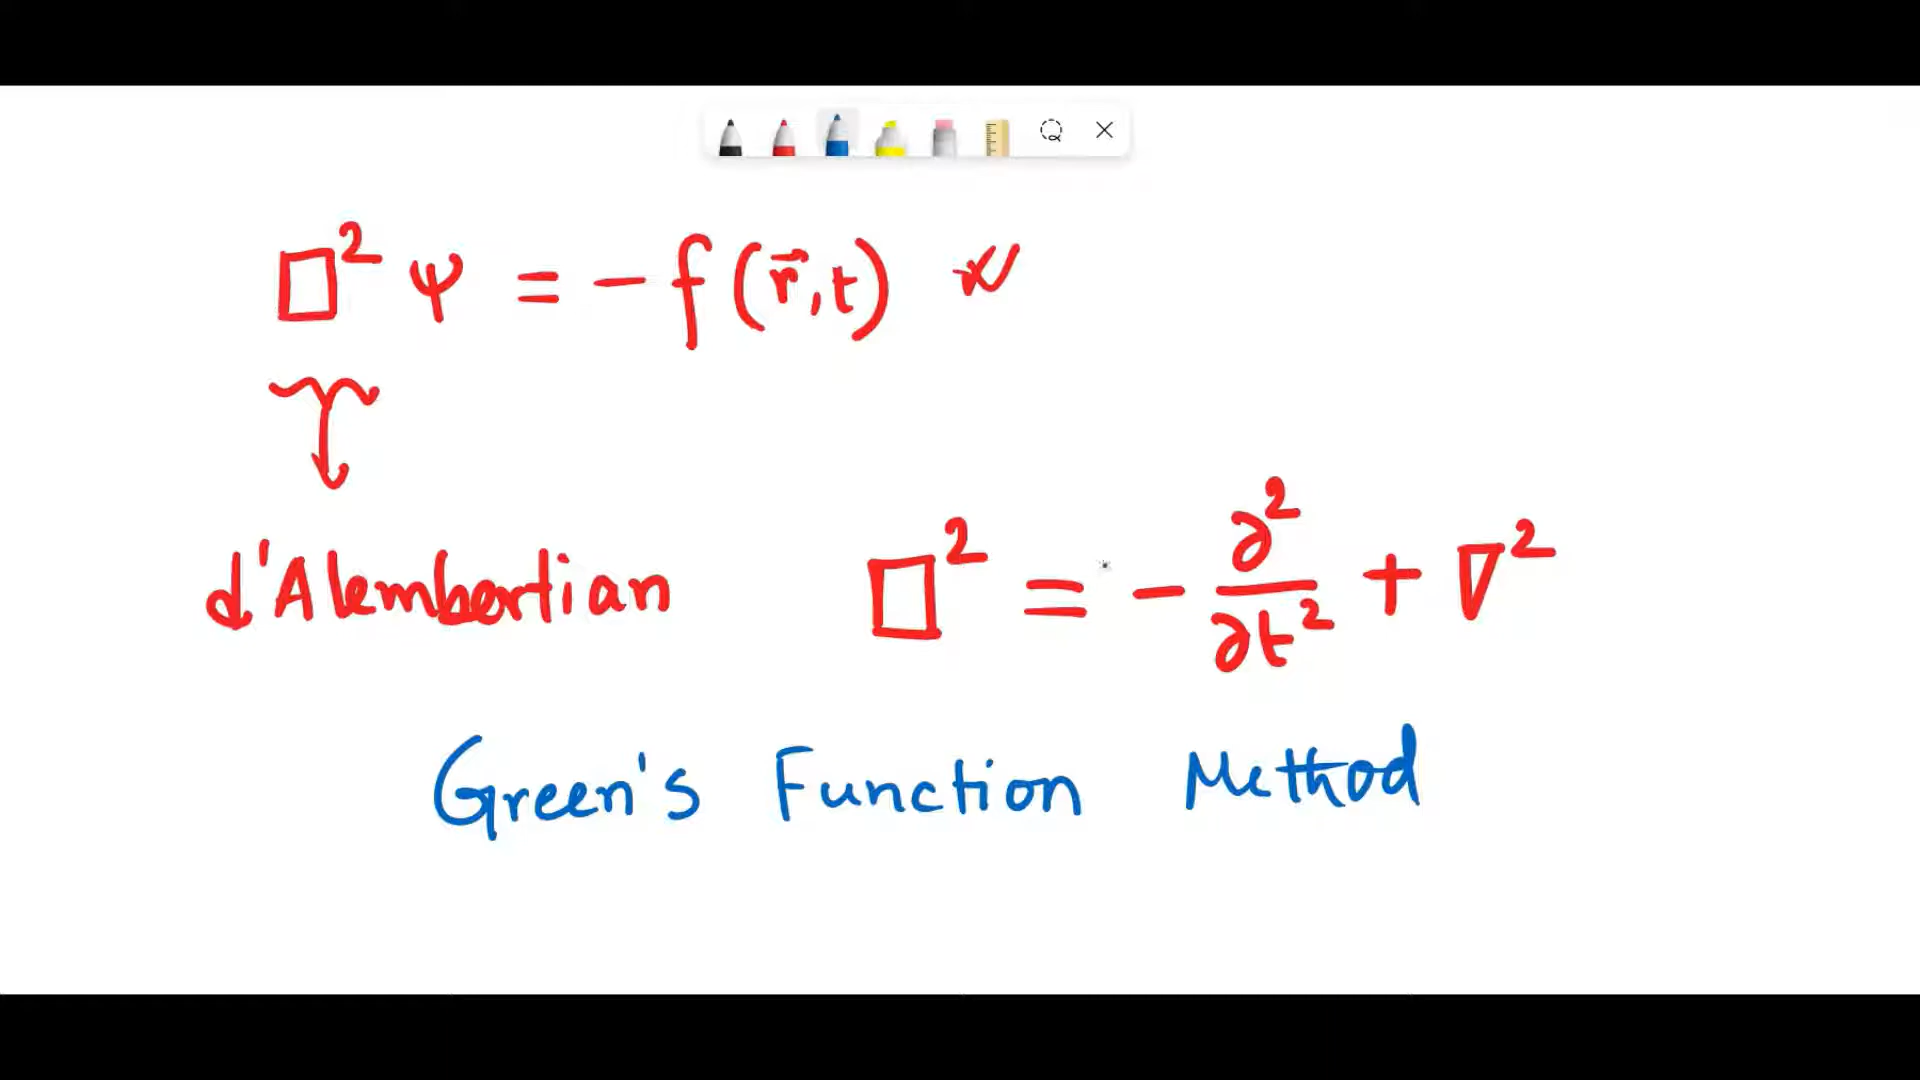 □² ψ = - f(r⃗,t)
d'Alembertian □² = - ∂²/∂t² + ∇²
Green's Function Method